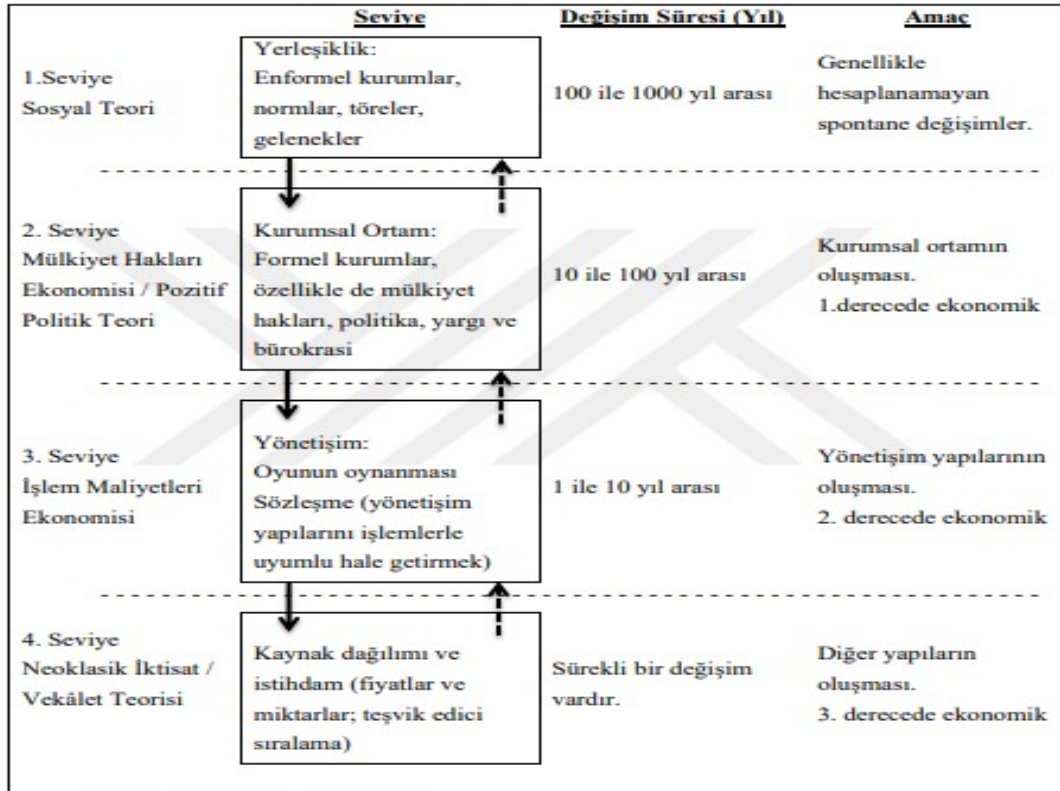 Seviye Değişim Süresi (Yıl) Amaç
1.Seviye
Sosyal Teori
Yerleşiklik:
Enformel kurumlar,
normlar, töreler,
gelenekler
100 ile 1000 yıl arası
Genellikle
hesaplanamayan
spontane değişimler.
2. Seviye
Mülkiyet Hakları
Ekonomisi / Pozitif
Politik Teori
Kurumsal Ortam:
Formel kurumlar,
özellikle de mülkiyet
hakları, politika, yargı ve
bürokrasi
10 ile 100 yıl arası
Kurumsal ortamın
oluşması.
1.derecede ekonomik
3. Seviye
İşlem Maliyetleri
Ekonomisi
Yönetişim:
Oyunun oynanması
Sözleşme (yönetişim
yapılarını işlemlerle
uyumlu hale getirmek)
1 ile 10 yıl arası
Yönetişim yapılarının
oluşması.
2. derecede ekonomik
4. Seviye
Neoklasik İktisat /
Vekâlet Teorisi
Kaynak dağılımı ve
istihdam (fiyatlar ve
miktarlar; teşvik edici
sıralama)
Sürekli bir değişim
vardır.
Diğer yapıların
oluşması.
3. derecede ekonomik